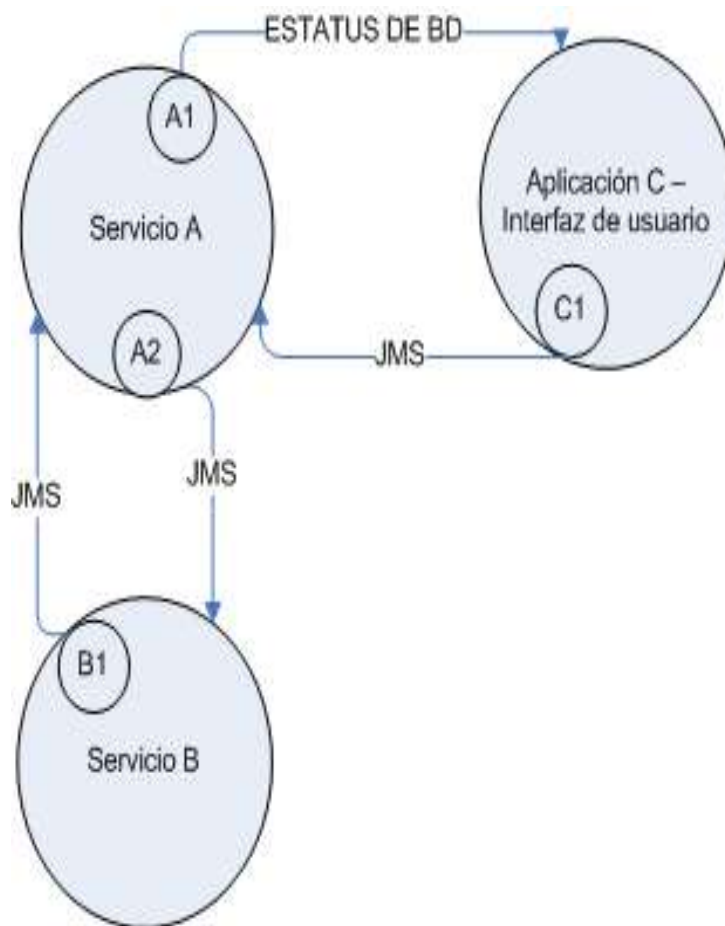 ESTATUS DE BD
A1
Servicio A
Aplicación C –
Interfaz de usuario
A2
C1
JMS
JMS
JMS
B1
Servicio B